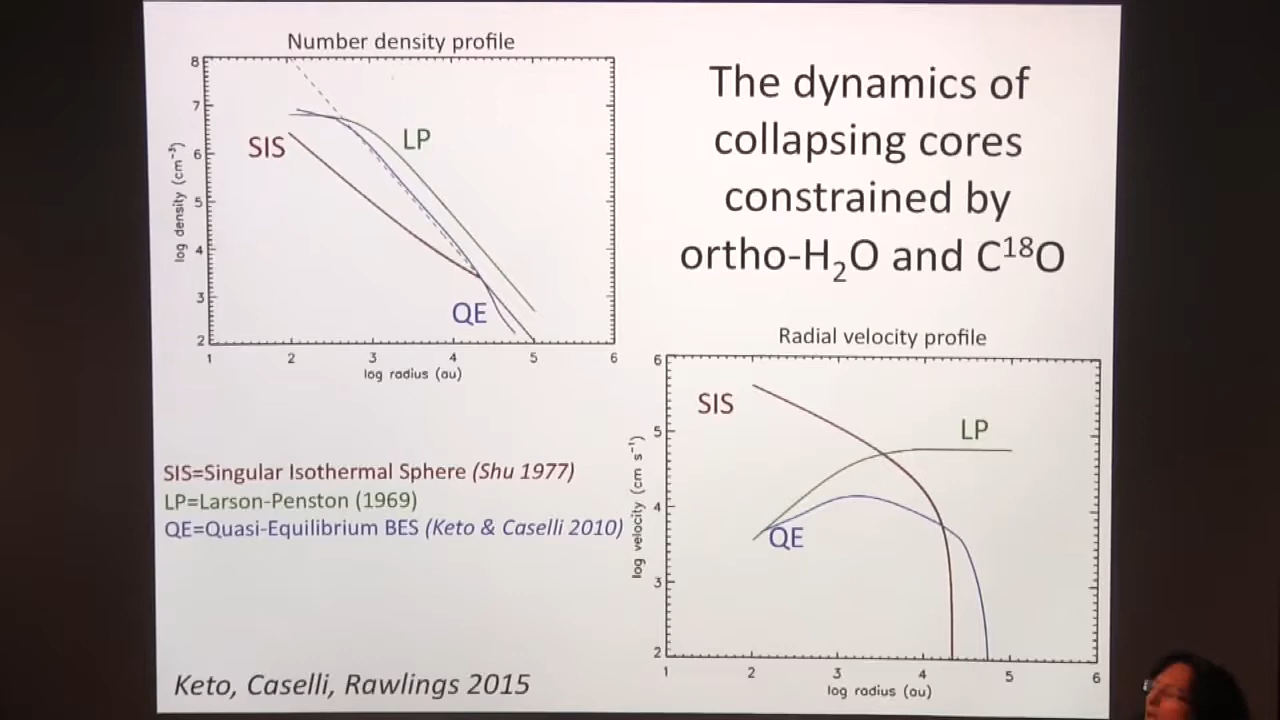 Number density profile
8
7
6
5
4
3
2
log density (cm⁻³)
SIS
LP
QE
1 2 3 4 5 6
log radius (au)
The dynamics of
collapsing cores
constrained by
ortho-H₂O and C¹⁸O
Radial velocity profile
6
5
4
3
2
log velocity (cm s⁻¹)
SIS
LP
QE
1 2 3 4 5 6
log radius (au)
SIS=Singular Isothermal Sphere (Shu 1977)
LP=Larson-Penston (1969)
QE=Quasi-Equilibrium BES (Keto & Caselli 2010)
Keto, Caselli, Rawlings 2015